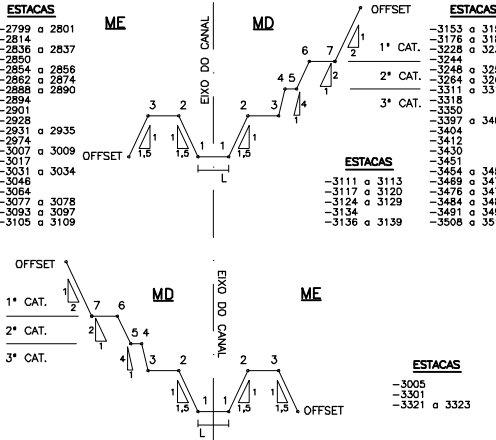 ESTACAS
-2799 a 2801
-2814
-2836 a 2837
-2850
-2854 a 2856
-2862 a 2874
-2888 a 2890
-2894
-2901
-2928
-2931 a 2935
-2974
-3007 a 3009
-3017
-3031 a 3034
-3046
-3064
-3077 a 3078
-3093 a 3097
-3105 a 3109
ME
EIXO DO CANAL
MD
OFFSET
1ª CAT.
2ª CAT.
3ª CAT.
1
2
7
6
1
2
4 5
1
4
3 2
1
1,5
1 1
L
2 3
1
1,5
OFFSET
ESTACAS
-3111 a 3113
-3117 a 3120
-3124 a 3129
-3134
-3136 a 3139
ESTACAS
-3244
-3318
-3350
-3404
-3412
-3430
-3451
OFFSET
1ª CAT.
2ª CAT.
3ª CAT.
MD
EIXO DO CANAL
ME
1
2
7 6
2
1
5 4
4
1
3 2
1
1,5
1 1
L
2 3
1
1,5
1
1,5
OFFSET
ESTACAS
-3005
-3301
-3321 a 3323